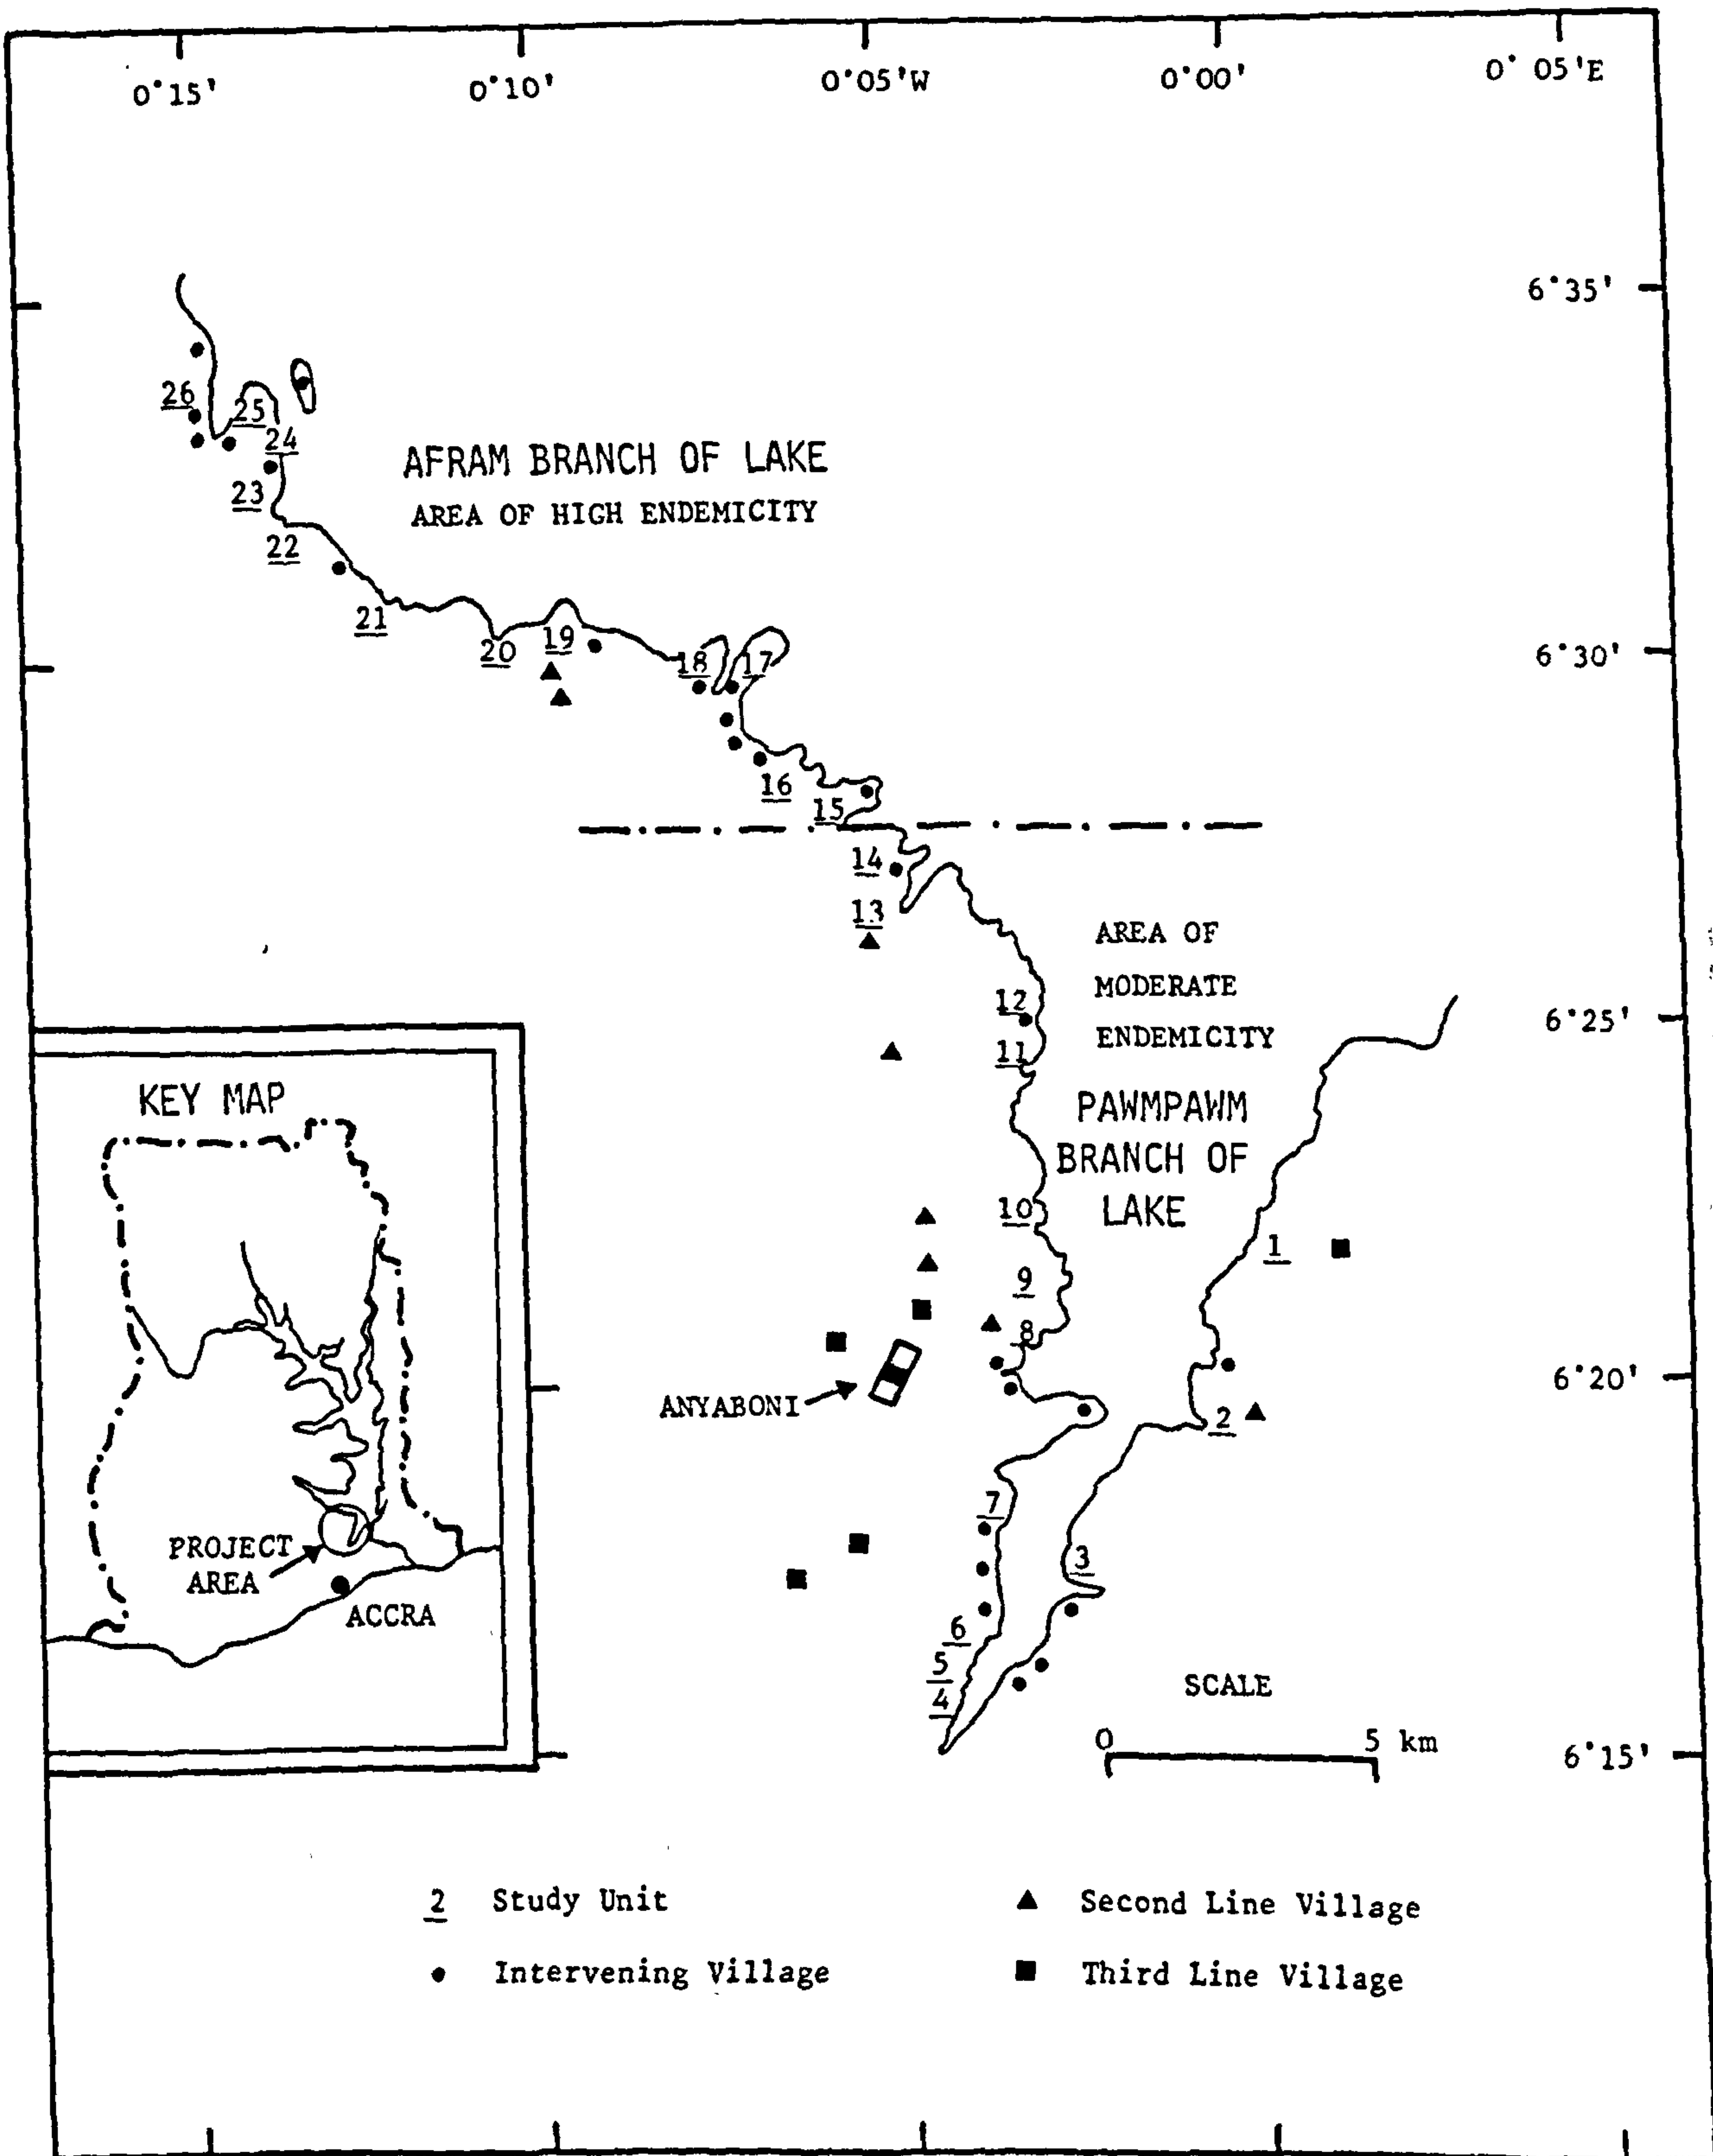 0°15' 0°10' 0°05'W 0°00' 0°05'E
6°35'
26
25
24
AFRAM BRANCH OF LAKE
23
AREA OF HIGH ENDEMICITY
22
21
20 19 18 17
6°30'
16
15
14
13
AREA OF
MODERATE
ENDEMICITY
12
6°25'
11
KEY MAP
PAWMPAWM
BRANCH OF
LAKE
10
1
9
8
6°20'
ANYABONI
2
7
PROJECT
AREA
ACCRA
3
6
5
4
SCALE
0 5 km
6°15'
2 Study Unit
▲ Second Line Village
● Intervening Village
■ Third Line Village